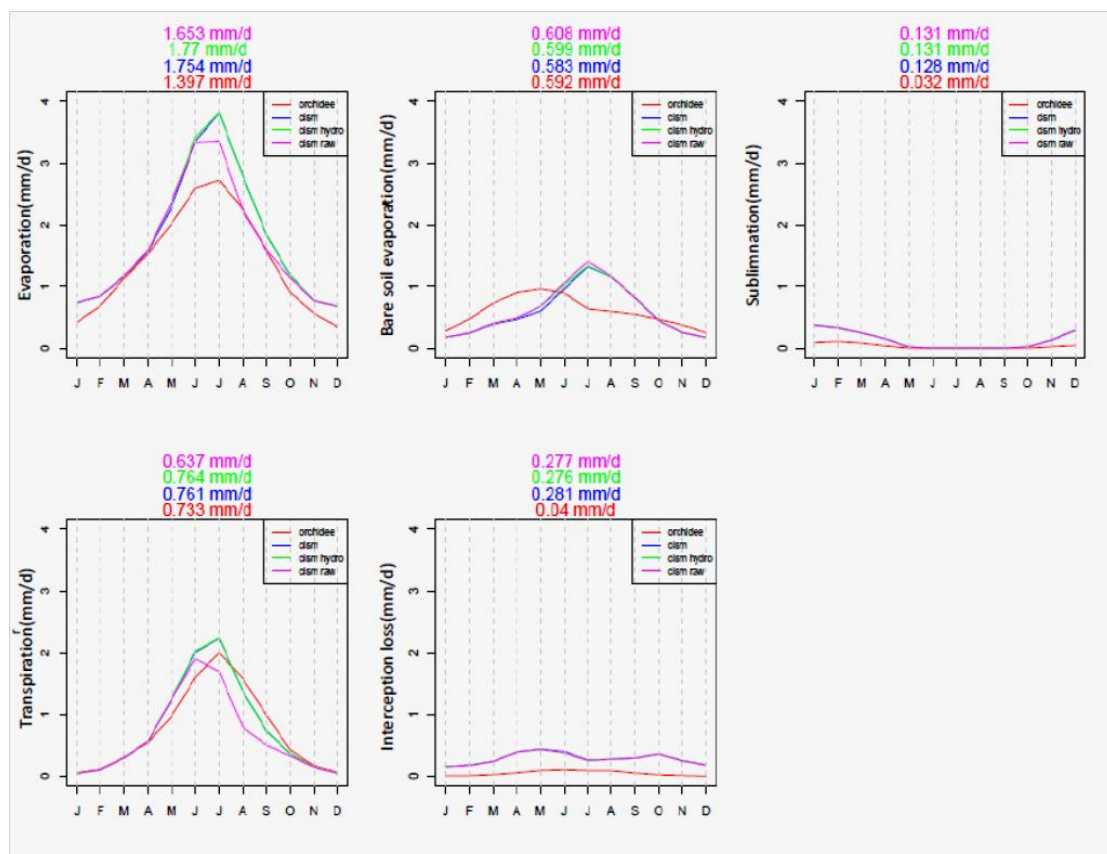 1.653 mm/d
1.77 mm/d
1.754 mm/d
1.397 mm/d
Evaporation(mm/d)
4
3
2
1
0
orchidee
clsm
clsm hydro
clsm raw
J F M A M J J A S O N D
0.608 mm/d
0.599 mm/d
0.583 mm/d
0.592 mm/d
Bare soil evaporation(mm/d)
4
3
2
1
0
orchidee
clsm
clsm hydro
clsm raw
J F M A M J J A S O N D
0.131 mm/d
0.131 mm/d
0.128 mm/d
0.032 mm/d
Sublimnation(mm/d)
4
3
2
1
0
orchidee
clsm
clsm hydro
clsm raw
J F M A M J J A S O N D
0.637 mm/d
0.764 mm/d
0.761 mm/d
0.733 mm/d
Transpiration(mm/d)
4
3
2
1
0
orchidee
clsm
clsm hydro
clsm raw
J F M A M J J A S O N D
0.277 mm/d
0.276 mm/d
0.281 mm/d
0.04 mm/d
Interception loss(mm/d)
4
3
2
1
0
orchidee
clsm
clsm hydro
clsm raw
J F M A M J J A S O N D